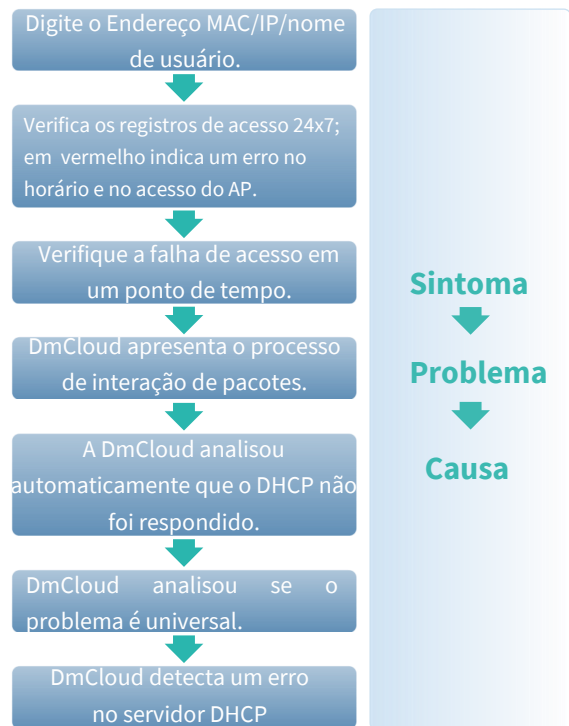 Digite o Endereço MAC/IP/nome
de usuário.
Verifica os registros de acesso 24x7;
em vermelho indica um erro no
horário e no acesso do AP.
Verifique a falha de acesso em
um ponto de tempo.
DmCloud apresenta o processo
de interação de pacotes.
A DmCloud analisou
automaticamente que o DHCP não
foi respondido.
DmCloud analisou se o
problema é universal.
DmCloud detecta um erro
no servidor DHCP
Sintoma
Problema
Causa